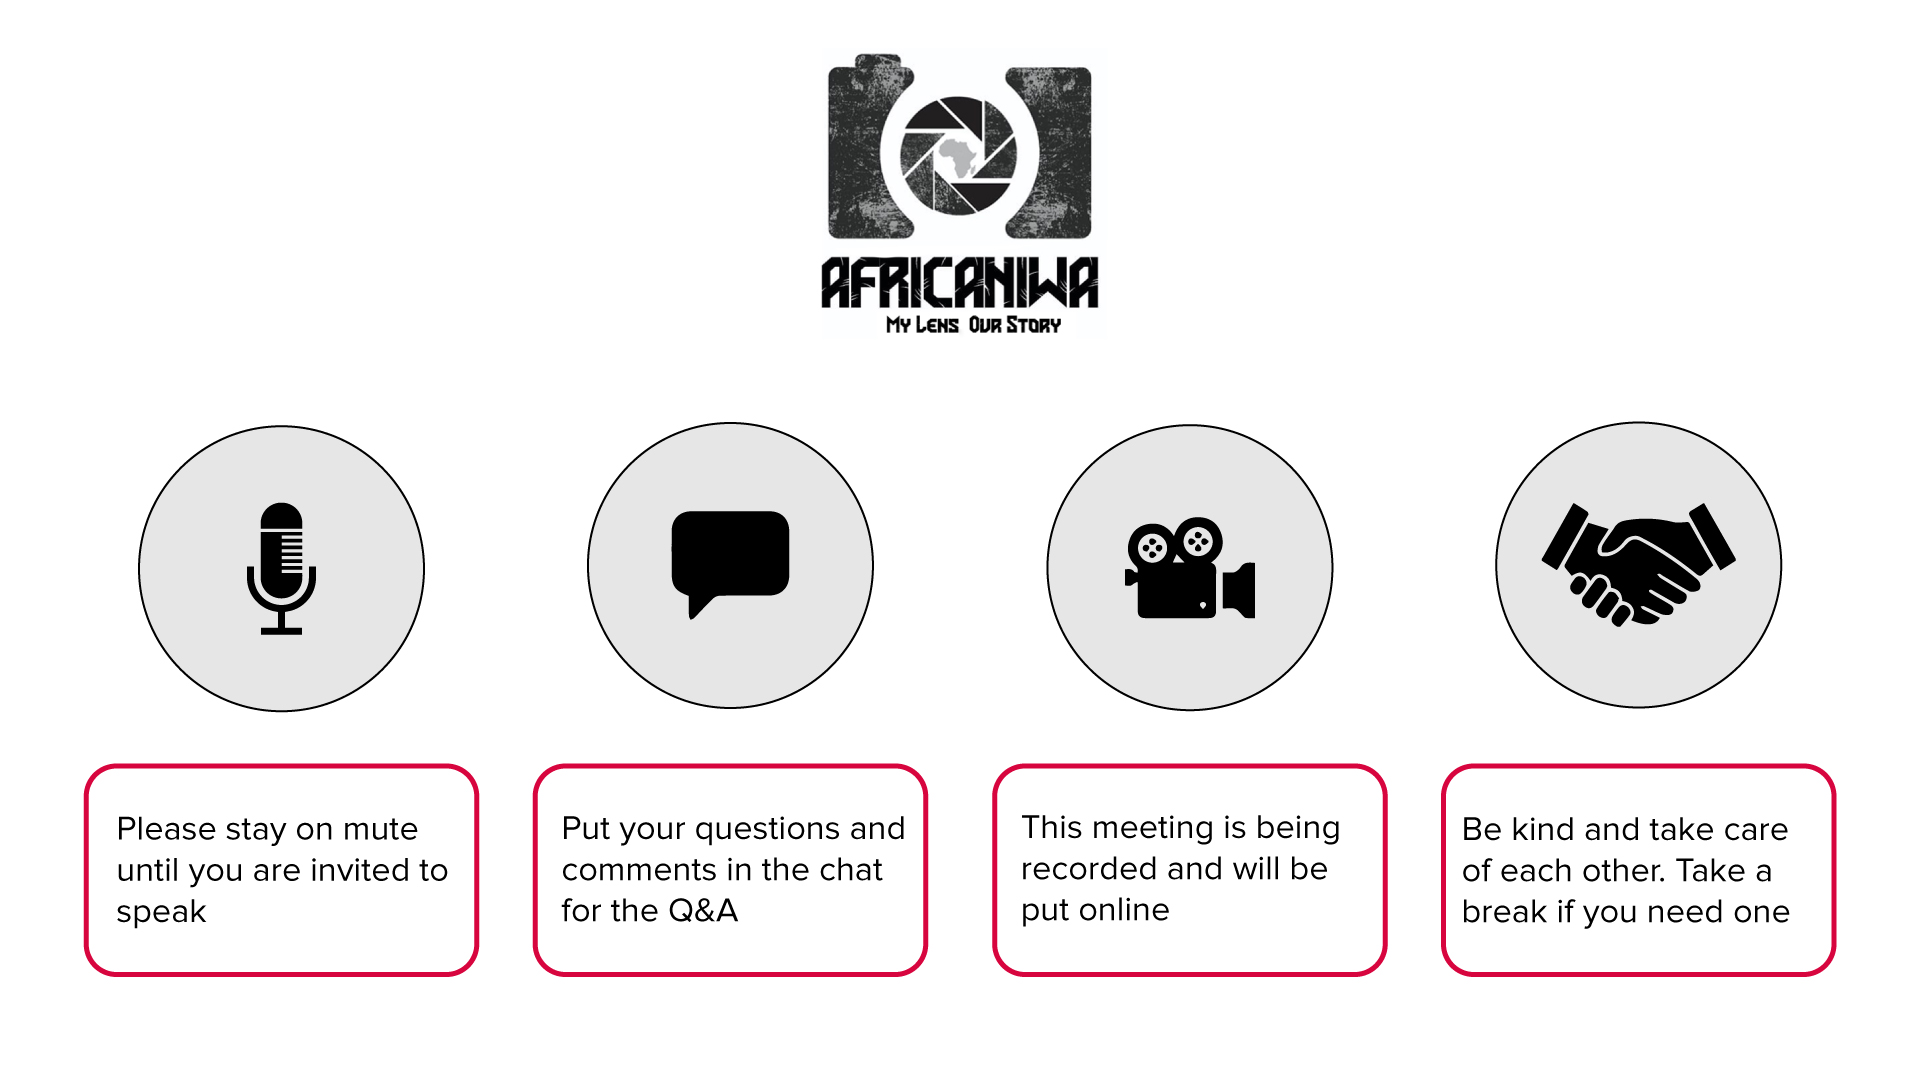 AFRICANIWA
My Lens Our Story
Please stay on mute
until you are invited to
speak
Put your questions and
comments in the chat
for the Q&A
This meeting is being
recorded and will be
put online
Be kind and take care
of each other. Take a
break if you need one